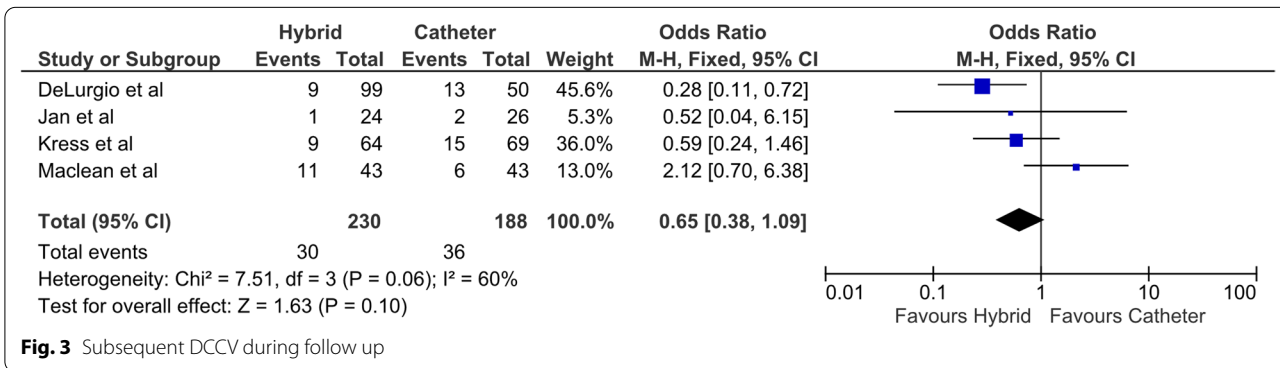 Hybrid Catheter Odds Ratio Odds Ratio
Study or Subgroup Events Total Events Total Weight M-H, Fixed, 95% CI M-H, Fixed, 95% CI
DeLurgio et al 9 99 13 50 45.6% 0.28 [0.11, 0.72]
Jan et al 1 24 2 26 5.3% 0.52 [0.04, 6.15]
Kress et al 9 64 15 69 36.0% 0.59 [0.24, 1.46]
Maclean et al 11 43 6 43 13.0% 2.12 [0.70, 6.38]
Total (95% CI) 230 188 100.0% 0.65 [0.38, 1.09]
Total events 30 36
Heterogeneity: Chi² = 7.51, df = 3 (P = 0.06); I² = 60%
Test for overall effect: Z = 1.63 (P = 0.10)
0.01 0.1 1 10 100
Favours Hybrid Favours Catheter
Fig. 3 Subsequent DCCV during follow up